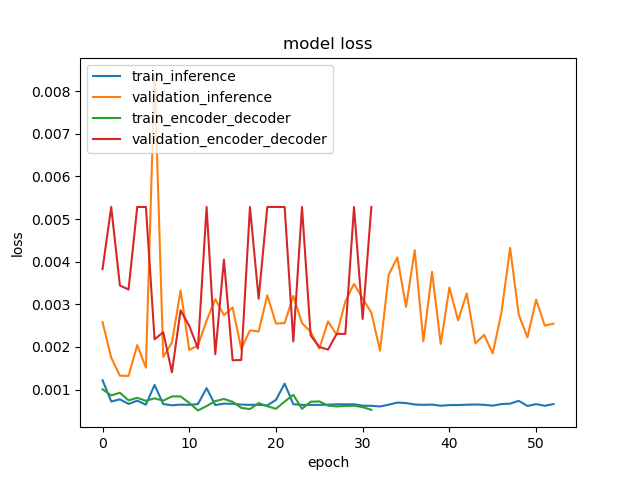 model loss
train_inference
validation_inference
train_encoder_decoder
validation_encoder_decoder
0.008
0.007
0.006
0.005
0.004
0.003
0.002
0.001
loss
0 10 20 30 40 50
epoch